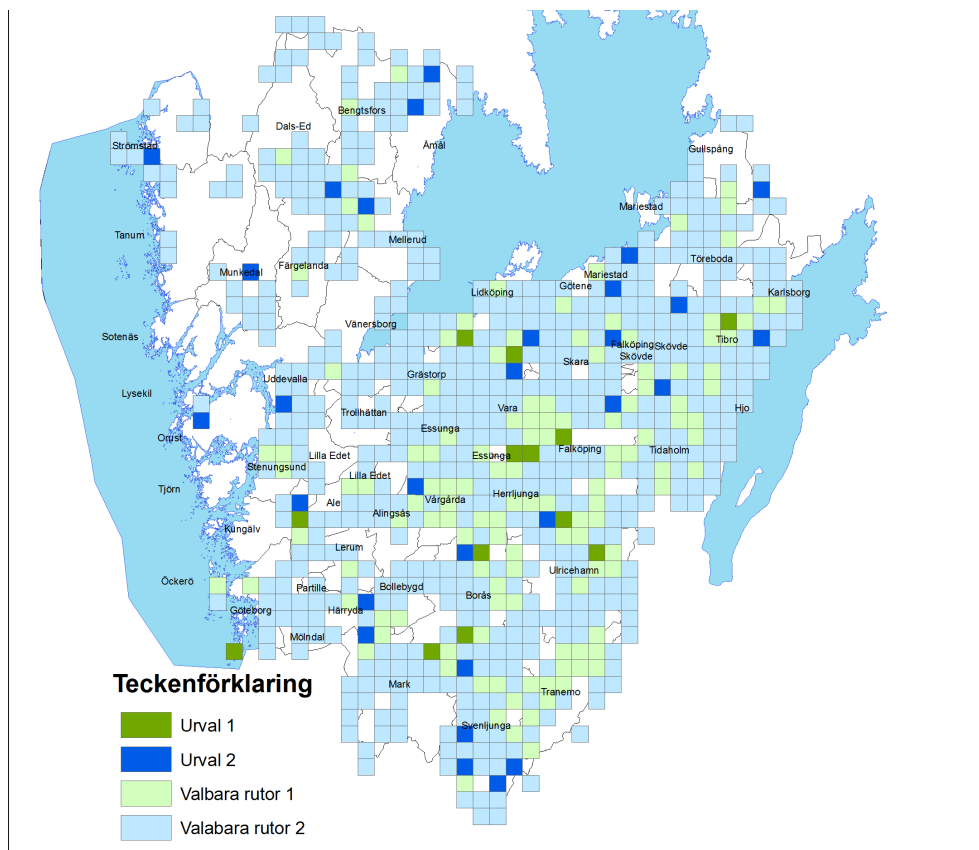 Bengtsfors
Dals-Ed
Strömstad
Åmål
Gullspång
Mariestad
Tanum
Mellerud
Töreboda
Färgelanda
Munkedal
Mariestad
Götene
Lidköping
Karlsborg
Vänersborg
Sotenäs
Tibro
Falköping
Skövde
Skövde
Skara
Grästorp
Uddevalla
Lysekil
Vara
Hjo
Trollhättan
Essunga
Orust
Falköping
Tidaholm
Lilla Edet
Essunga
Stenungsund
Lilla Edet
Tjörn
Herrljunga
Vårgårda
Ale
Alingsås
Kungälv
Lerum
Ulricehamn
Öckerö
Partille
Bollebygd
Borås
Göteborg
Härryda
Mölndal
Mark
Tranemo
Svenljunga
Teckenförklaring
Urval 1
Urval 2
Valbara rutor 1
Valabara rutor 2